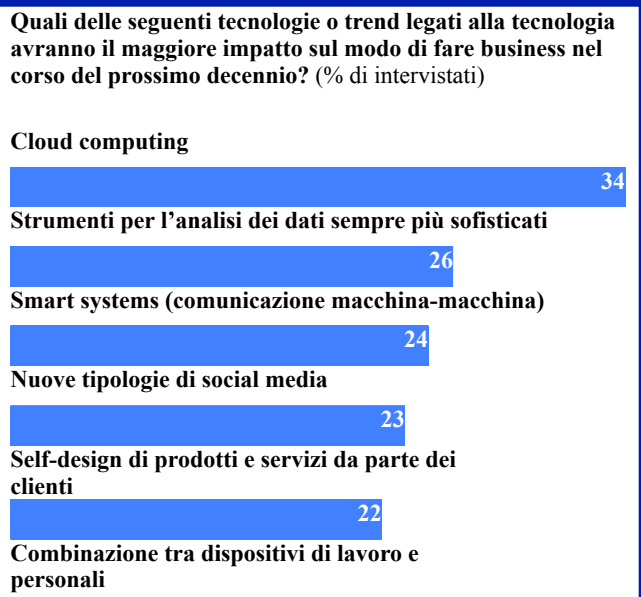 Quali delle seguenti tecnologie o trend legati alla tecnologia
avranno il maggiore impatto sul modo di fare business nel
corso del prossimo decennio? (% di intervistati)
Cloud computing
34
Strumenti per l’analisi dei dati sempre più sofisticati
26
Smart systems (comunicazione macchina-macchina)
24
Nuove tipologie di social media
23
Self-design di prodotti e servizi da parte dei
clienti
22
Combinazione tra dispositivi di lavoro e
personali